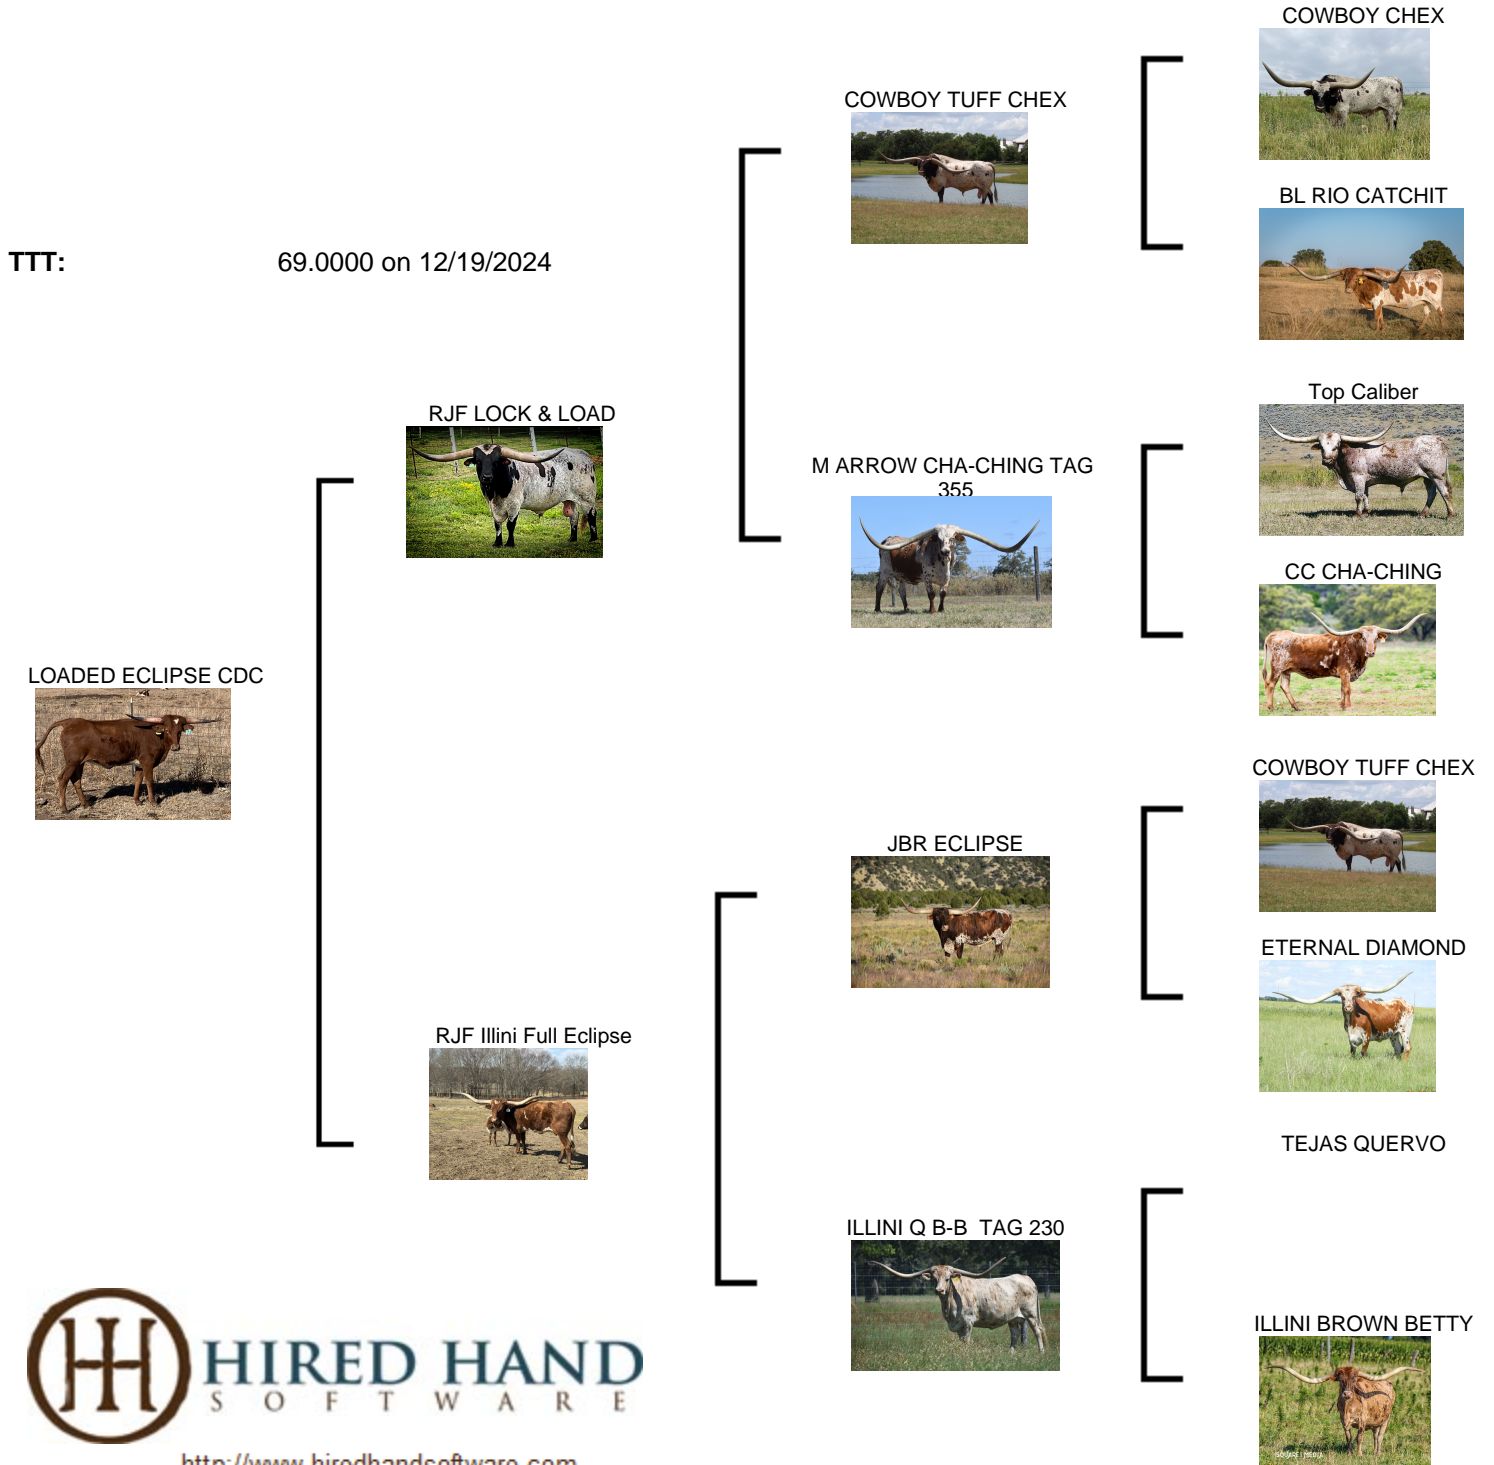 COWBOY CHEX
COWBOY TUFF CHEX
BL RIO CATCHIT
TTT: 69.0000 on 12/19/2024
Top Caliber
RJF LOCK & LOAD
M ARROW CHA-CHING TAG
355
CC CHA-CHING
LOADED ECLIPSE CDC
COWBOY TUFF CHEX
JBR ECLIPSE
ETERNAL DIAMOND
RJF Illini Full Eclipse
TEJAS QUERVO
ILLINI Q B-B  TAG 230
ILLINI BROWN BETTY
HIRED HAND
SOFTWARE
http://www.hiredhandsoftware.com